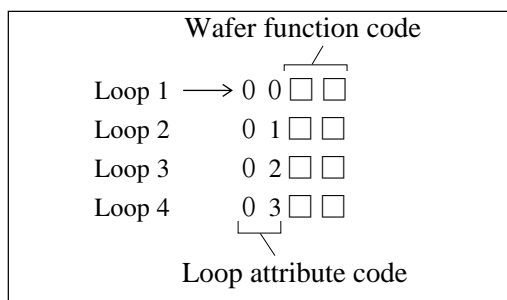 Wafer function code
Loop 1 → 0 0 □ □
Loop 2 0 1 □ □
Loop 3 0 2 □ □
Loop 4 0 3 □ □
Loop attribute code